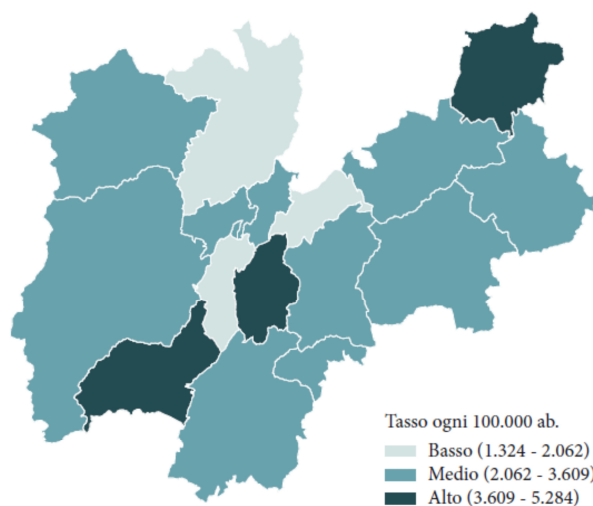 Tasso ogni 100.000 ab.
Basso (1.324 - 2.062)
Medio (2.062 - 3.609)
Alto (3.609 - 5.284)